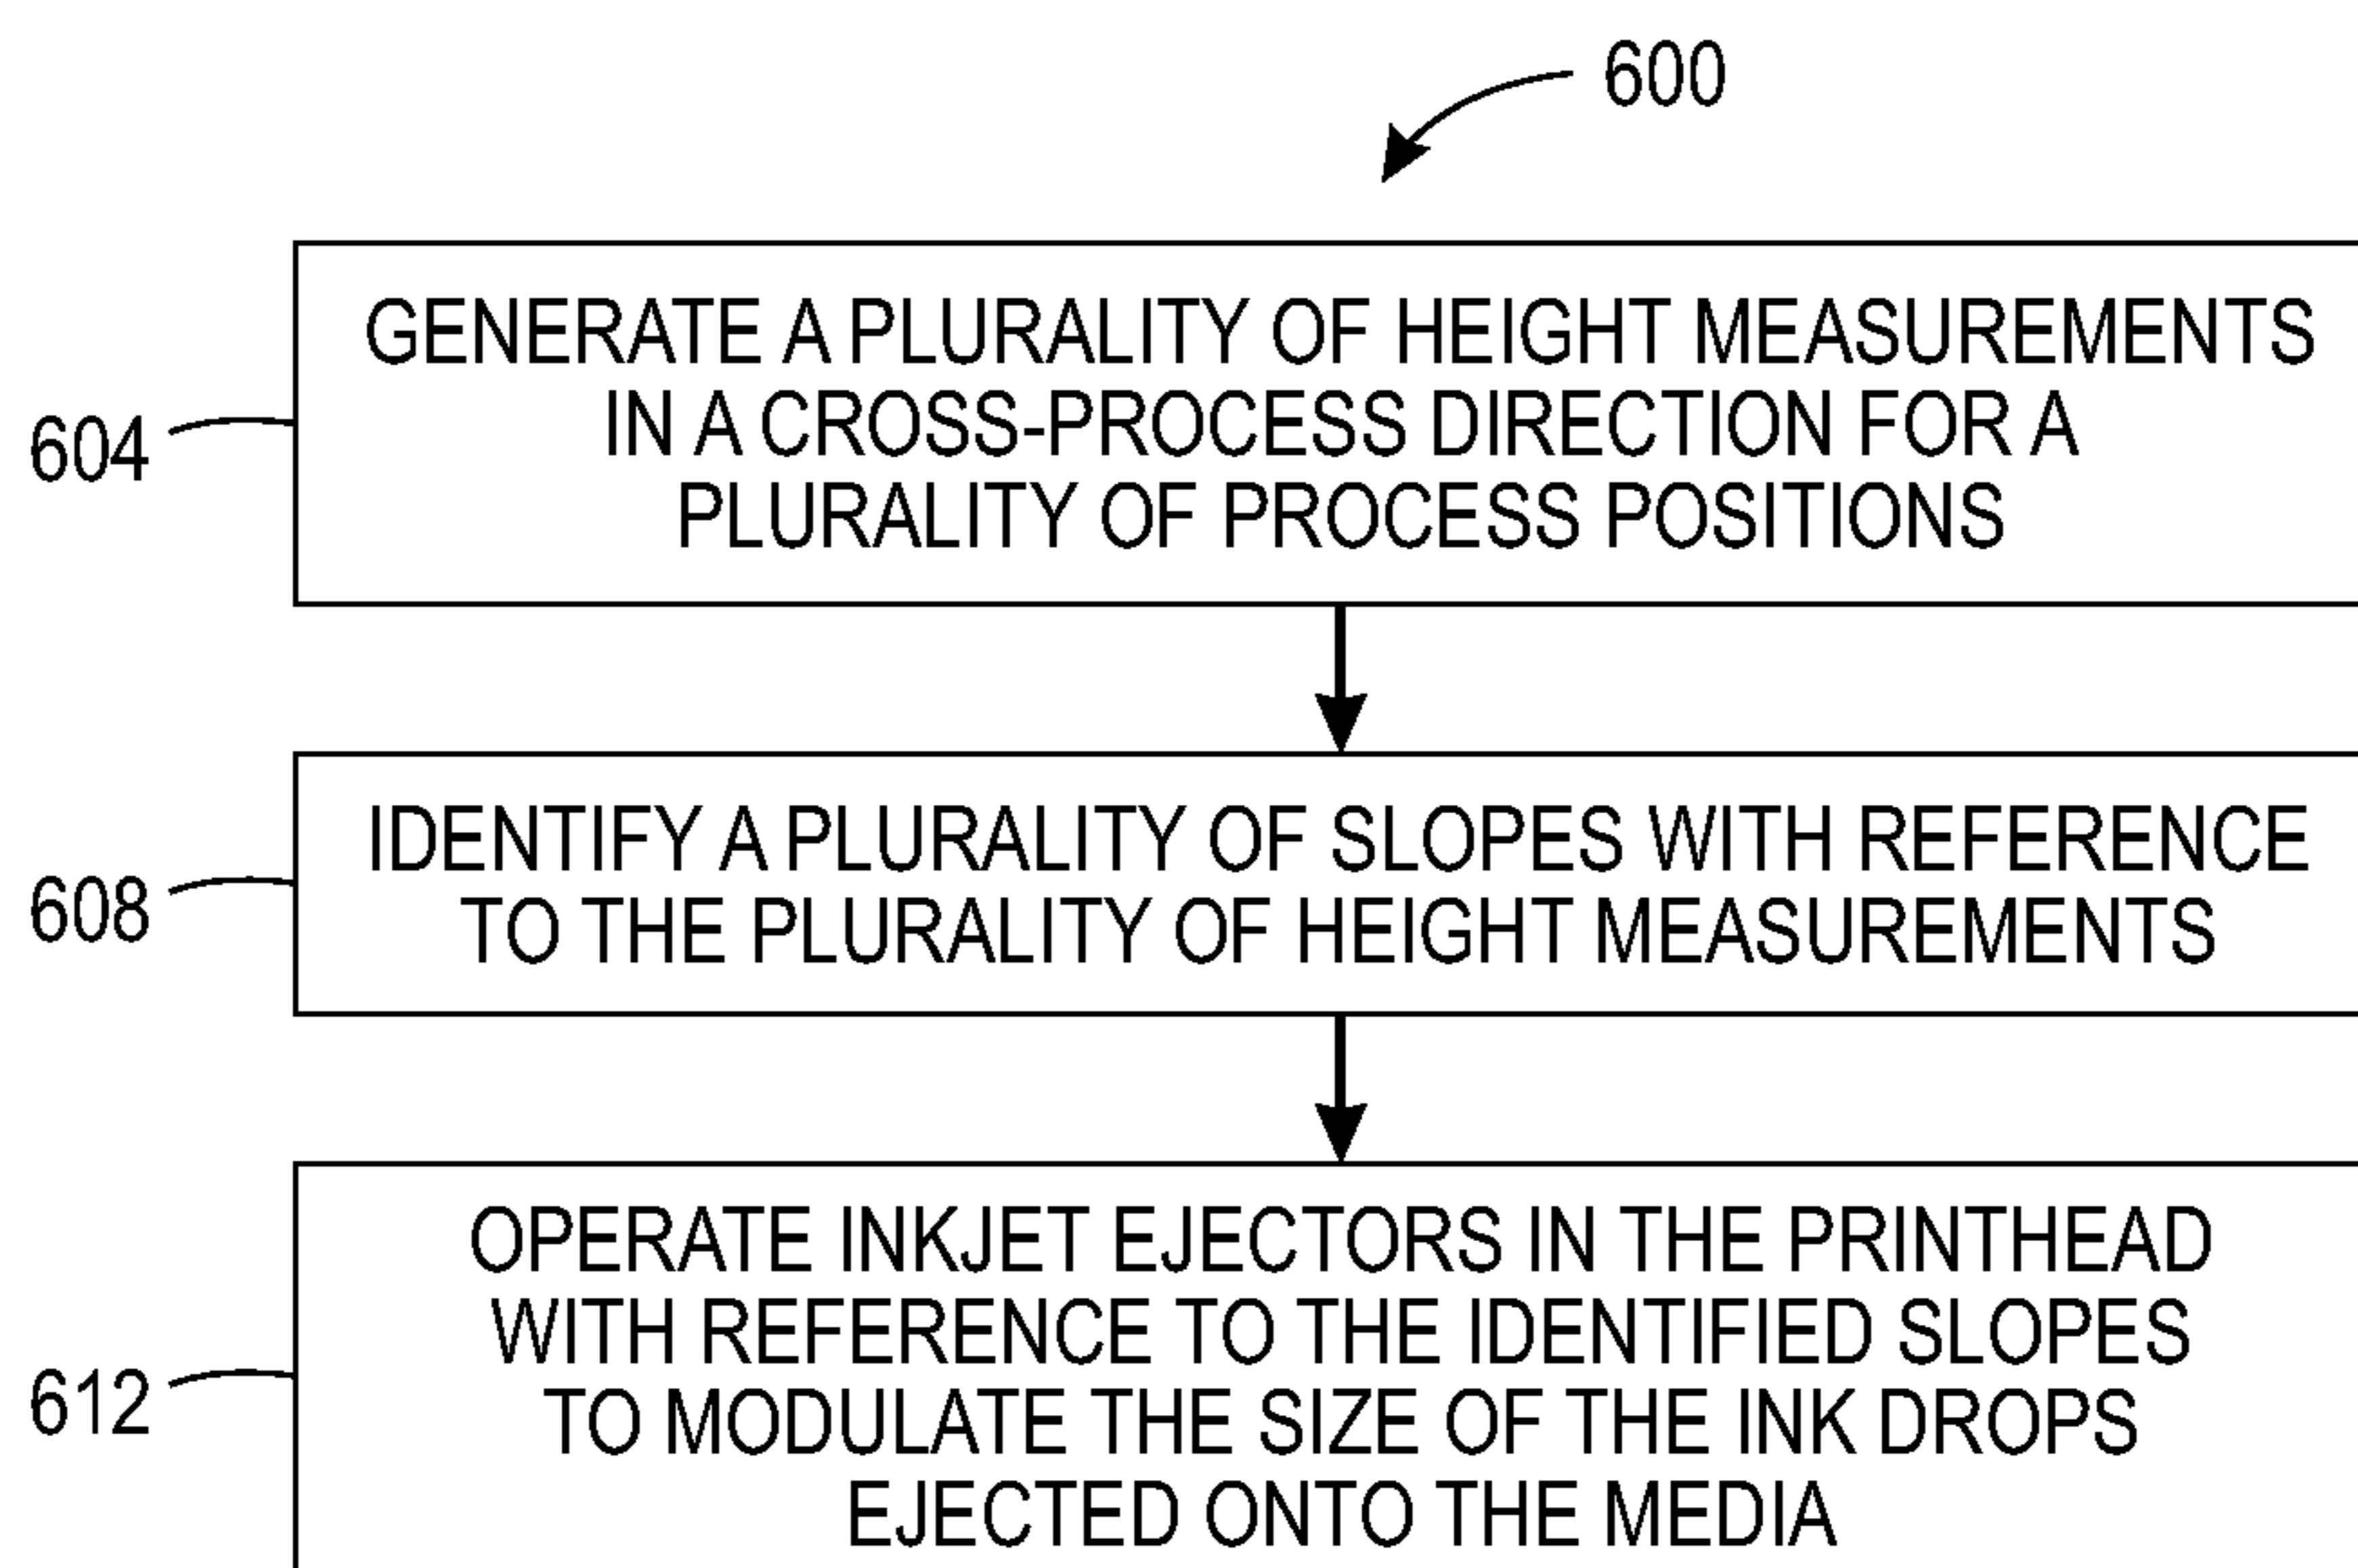 600
604
GENERATE A PLURALITY OF HEIGHT MEASUREMENTS
IN A CROSS-PROCESS DIRECTION FOR A
PLURALITY OF PROCESS POSITIONS
608
IDENTIFY A PLURALITY OF SLOPES WITH REFERENCE
TO THE PLURALITY OF HEIGHT MEASUREMENTS
612
OPERATE INKJET EJECTORS IN THE PRINTHEAD
WITH REFERENCE TO THE IDENTIFIED SLOPES
TO MODULATE THE SIZE OF THE INK DROPS
EJECTED ONTO THE MEDIA